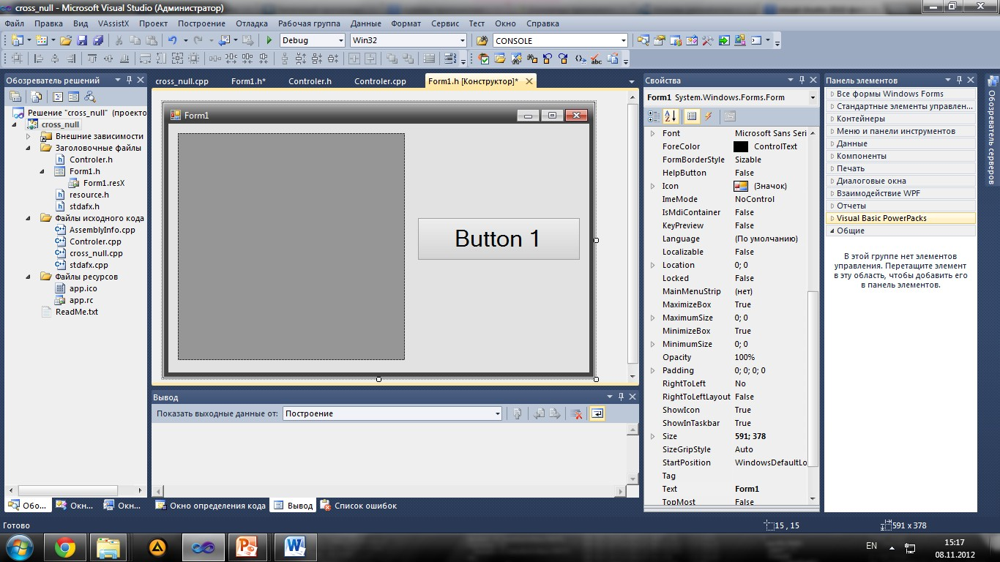 cross_null - Microsoft Visual Studio (Администратор)
Файл Правка Вид VAssistX Проект Построение Отладка Рабочая группа Данные Формат Сервис Тест Окно Справка
Debug Win32 CONSOLE
Обозреватель решений
Решение "cross_null" (проекто
cross_null
Внешние зависимости
Заголовочные файлы
Controler.h
Form1.h
Form1.resX
resource.h
stdafx.h
Файлы исходного кода
AssemblyInfo.cpp
Controler.cpp
cross_null.cpp
stdafx.cpp
Файлы ресурсов
app.ico
app.rc
ReadMe.txt
Обо... Окн... Окн...
cross_null.cpp Form1.h* Controler.h Controler.cpp Form1.h [Конструктор]*
Form1
Button 1
Вывод
Показать выходные данные от: Построение
Окно определения кода Вывод Список ошибок
Свойства
Form1 System.Windows.Forms.Form
Font Microsoft Sans Seri
ForeColor ControlText
FormBorderStyle Sizable
HelpButton False
Icon (Значок)
ImeMode NoControl
IsMdiContainer False
KeyPreview False
Language (По умолчанию)
Localizable False
Location 0; 0
Locked False
MainMenuStrip (нет)
MaximizeBox True
MaximumSize 0; 0
MinimizeBox True
MinimumSize 0; 0
Opacity 100%
Padding 0; 0; 0; 0
RightToLeft No
RightToLeftLayout False
ShowIcon True
ShowInTaskbar True
Size 591; 378
SizeGripStyle Auto
StartPosition WindowsDefaultLo
Tag
Text Form1
TopMost False
Панель элементов
Все формы Windows Forms
Стандартные элементы управлен...
Контейнеры
Меню и панели инструментов
Данные
Компоненты
Печать
Диалоговые окна
Взаимодействие WPF
Отчеты
Visual Basic PowerPacks
Общие
В этой группе нет элементов
управления. Перетащите элемент
в эту область, чтобы добавить его
в панель элементов.
Обозреватель серверов
Готово 15 , 15 591 x 378
EN 15:17
08.11.2012